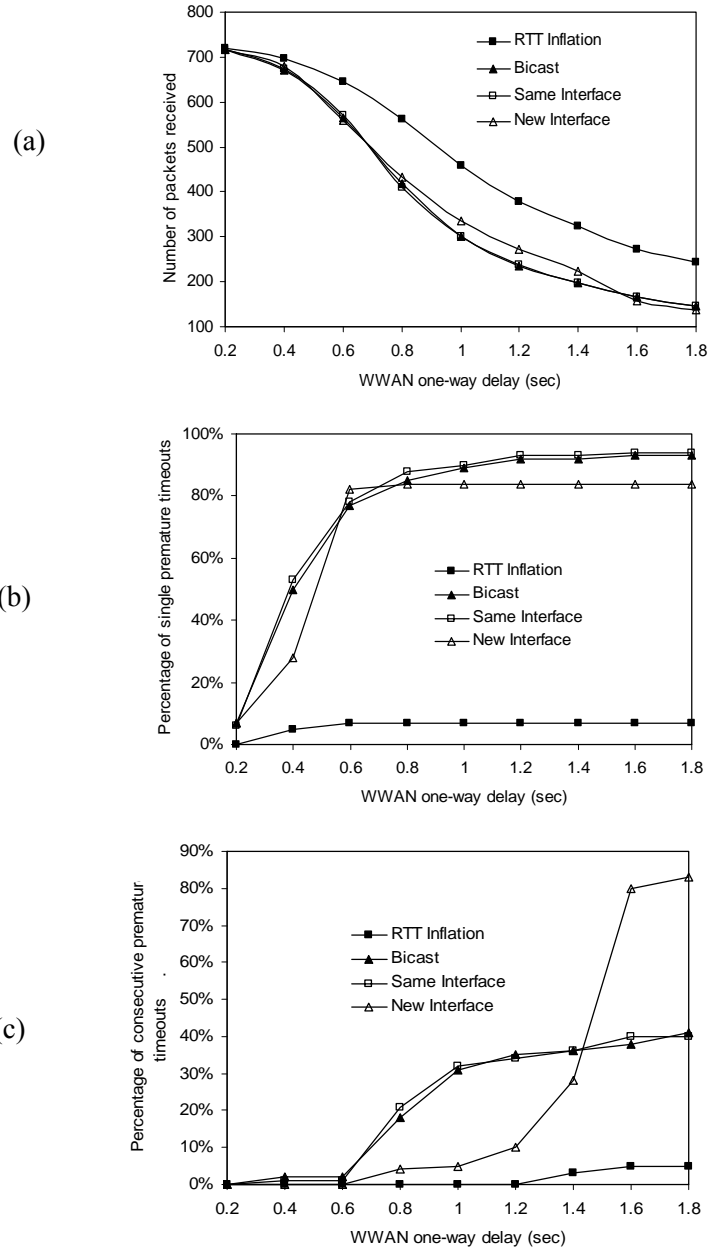 (a)
Number of packets received
800
700
600
500
400
300
200
100
RTT Inflation
Bicast
Same Interface
New Interface
0.2 0.4 0.6 0.8 1 1.2 1.4 1.6 1.8
WWAN one-way delay (sec)
(b)
Percentage of single premature timeouts
100%
80%
60%
40%
20%
0%
RTT Inflation
Bicast
Same Interface
New Interface
0.2 0.4 0.6 0.8 1 1.2 1.4 1.6 1.8
WWAN one-way delay (sec)
(c)
Percentage of consecutive prematur
timeouts
90%
80%
70%
60%
50%
40%
30%
20%
10%
0%
RTT Inflation
Bicast
Same Interface
New Interface
0.2 0.4 0.6 0.8 1 1.2 1.4 1.6 1.8
WWAN one-way delay (sec)